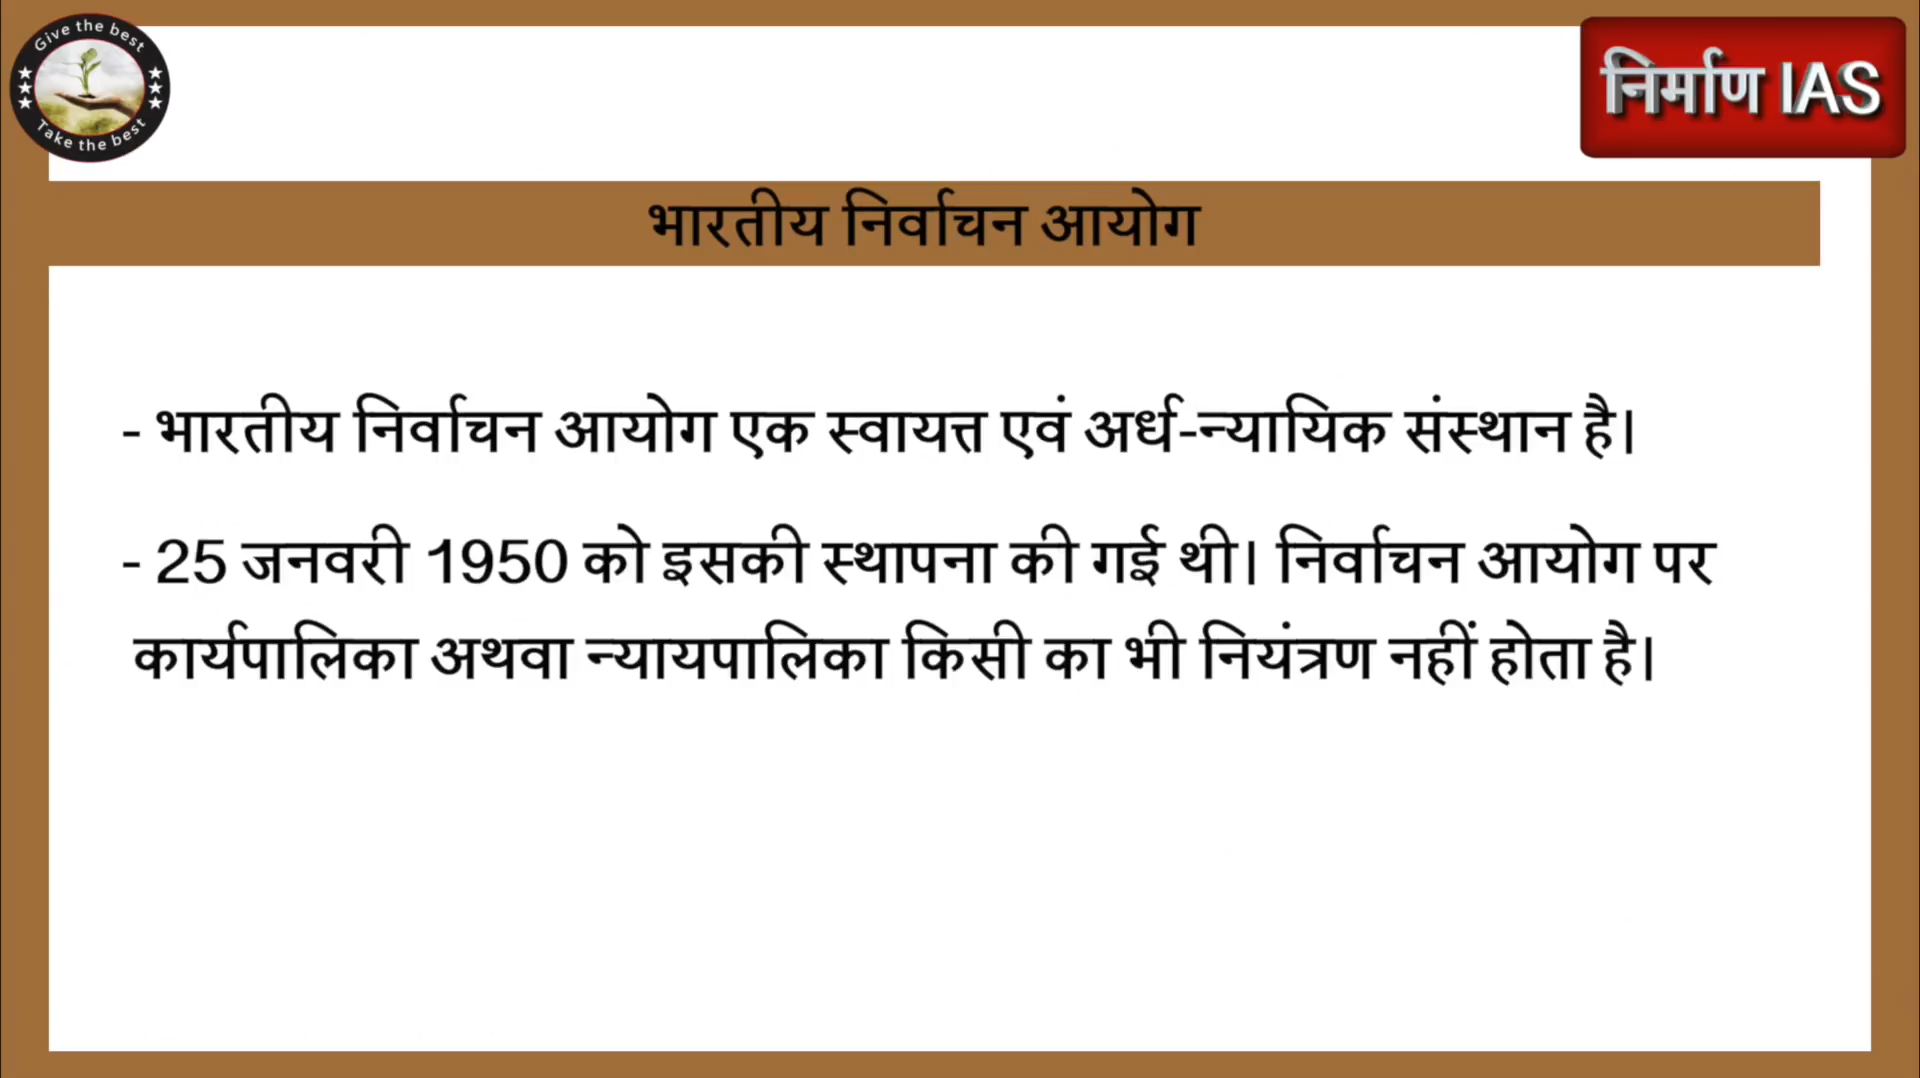 Give the best
Take the best
निर्माण IAS
भारतीय निर्वाचन आयोग
- भारतीय निर्वाचन आयोग एक स्वायत्त एवं अर्ध-न्यायिक संस्थान है।
- 25 जनवरी 1950 को इसकी स्थापना की गई थी। निर्वाचन आयोग पर
कार्यपालिका अथवा न्यायपालिका किसी का भी नियंत्रण नहीं होता है।